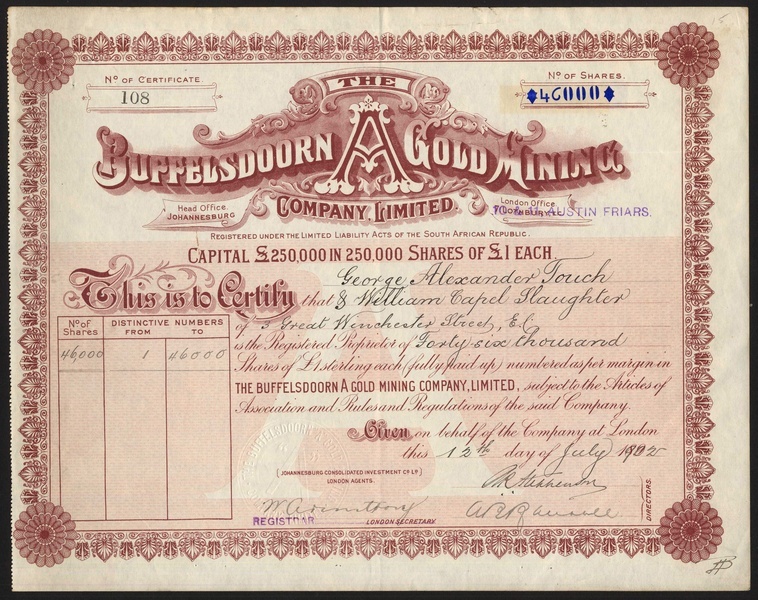 Nº OF CERTIFICATE
108
Nº OF SHARES.
46000
THE
BUFFELSDOORN A GOLD MINING
COMPANY, LIMITED.
HEAD OFFICE.
JOHANNESBURG
LONDON OFFICE
AUSTIN FRIARS.
REGISTERED UNDER THE LIMITED LIABILITY ACTS OF THE SOUTH AFRICAN REPUBLIC.
CAPITAL £250,000 IN 250,000 SHARES OF £1 EACH
George Alexander Touch
This is to Certify that & William Capel Slaughter
of 3 Great Winchester Street, E.C.
is the Registered Proprietor of Forty six thousand
Shares of £1 sterling each (fully paid up) numbered as per margin in
THE BUFFELSDOORN A GOLD MINING COMPANY, LIMITED, subject to the Articles of
Association and Rules and Regulations of the said Company.
Nº OF SHARES
DISTINCTIVE NUMBERS
FROM TO
46,000 1 46000
Given on behalf of the Company at London
this 12th day of July
(JOHANNESBURG CONSOLIDATED INVESTMENT Cº Lº)
LONDON AGENTS.
REGISTRAR
LONDON SECRETARY
DIRECTORS.